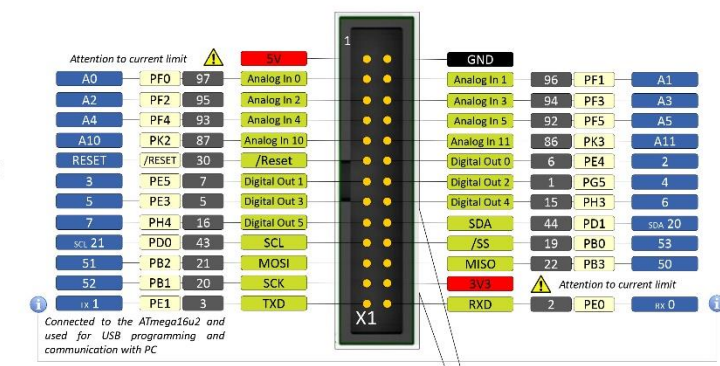 1
Attention to current limit 5V GND
A0 PF0 97 Analog In 0 Analog In 1 96 PF1 A1
A2 PF2 95 Analog In 2 Analog In 3 94 PF3 A3
A4 PF4 93 Analog In 4 Analog In 5 92 PF5 A5
A10 PK2 87 Analog In 10 Analog In 11 86 PK3 A11
RESET /RESET 30 /Reset Digital Out 0 6 PE4 2
3 PE5 7 Digital Out 1 Digital Out 2 1 PG5 4
5 PE3 5 Digital Out 3 Digital Out 4 15 PH3 6
7 PH4 16 Digital Out 5 SDA 44 PD1 SDA 20
SCL 21 PD0 43 SCL /SS 19 PB0 53
51 PB2 21 MOSI MISO 22 PB3 50
52 PB1 20 SCK 3V3 Attention to current limit
TX 1 PE1 3 TXD RXD 2 PE0 RX 0
X1
Connected to the ATmega16u2 and
used for USB programming and
communication with PC